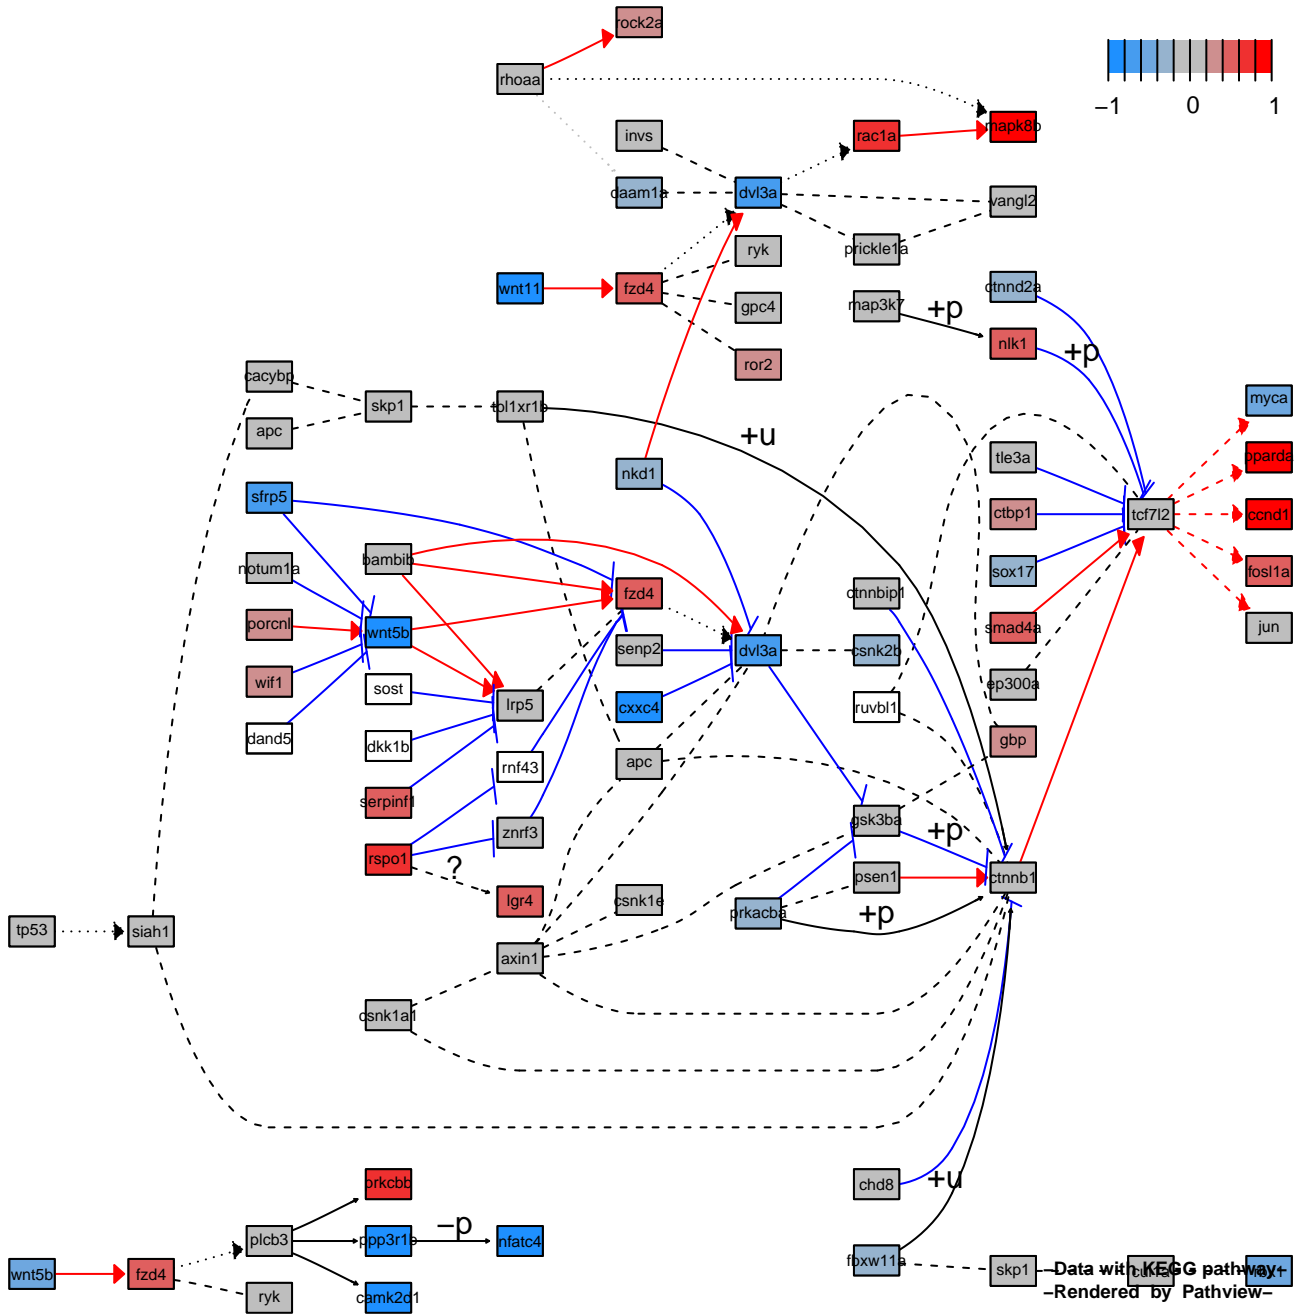 rock2a
rhoaa
−1 0 1
invs
rac1a
mapk8b
daam1a
dvl3a
vangl2
ryk
prickle1a
wnt11
fzd4
ctnnd2a
gpc4
map3k7
+p
nlk1
+p
ror2
cacybp
skp1
tbl1xr1b
myca
apc
+u
tle3a
pparda
nkd1
sfrp5
ctbp1
tcf7l2
ccnd1
bambib
notum1a
sox17
fosl1a
fzd4
ctnnbip1
porcnl
wnt5b
smad4a
jun
senp2
dvl3a
csnk2b
wif1
sost
ep300a
lrp5
cxxc4
ruvbl1
dand5
dkk1b
gbp
rnf43
apc
serpinf1
znrf3
gsk3ba
+p
rspo1
?
psen1
ctnnb1
lgr4
csnk1e
prkacba
+p
tp53
siah1
axin1
csnk1a1
prkcbb
chd8
+u
plcb3
ppp3r1b
−p
nfatc4
wnt5b
fzd4
fbxw11a
skp1
cul1a
rbx1
ryk
camk2d1
−Data with KEGG pathway−
−Rendered by Pathview−